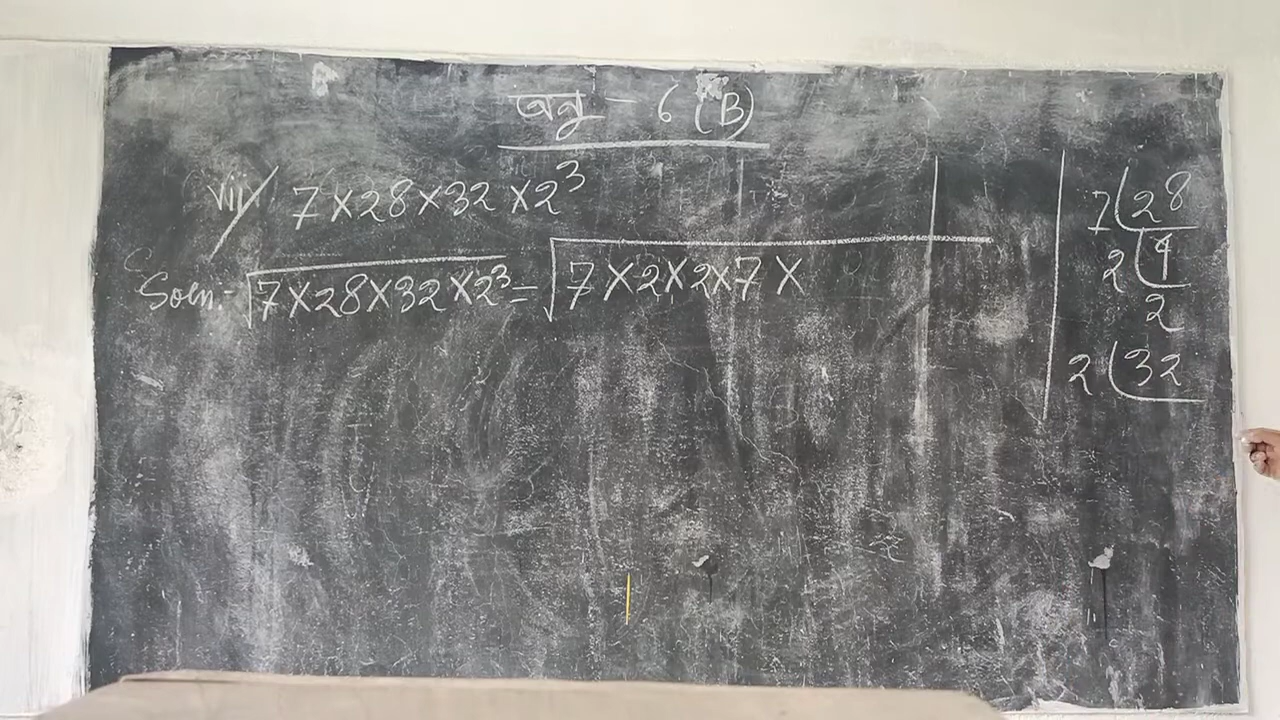 অনু - 6 (B)
vii/ 7×28×32×2³
Soln:- √7×28×32×2³ = √7×2×2×7×
7(28
2(4
2
2(32